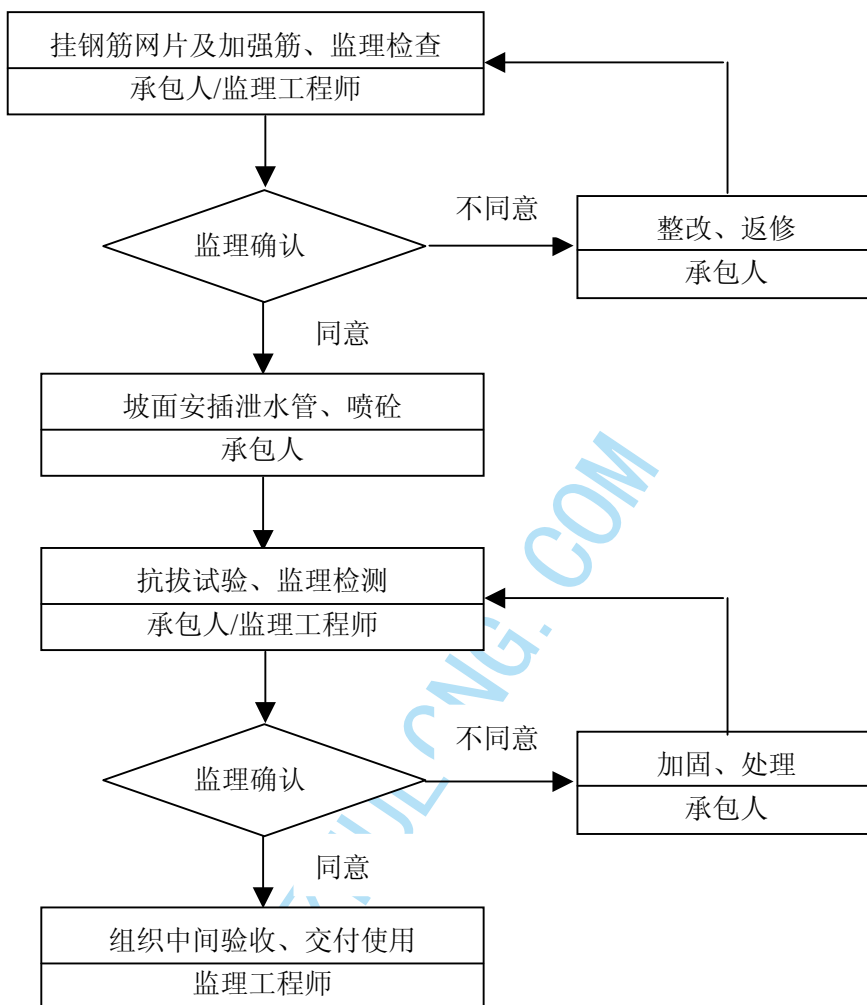 挂钢筋网片及加强筋、监理检查
承包人/监理工程师
监理确认
不同意
整改、返修
承包人
同意
坡面安插泄水管、喷砼
承包人
抗拔试验、监理检测
承包人/监理工程师
监理确认
不同意
加固、处理
承包人
同意
组织中间验收、交付使用
监理工程师